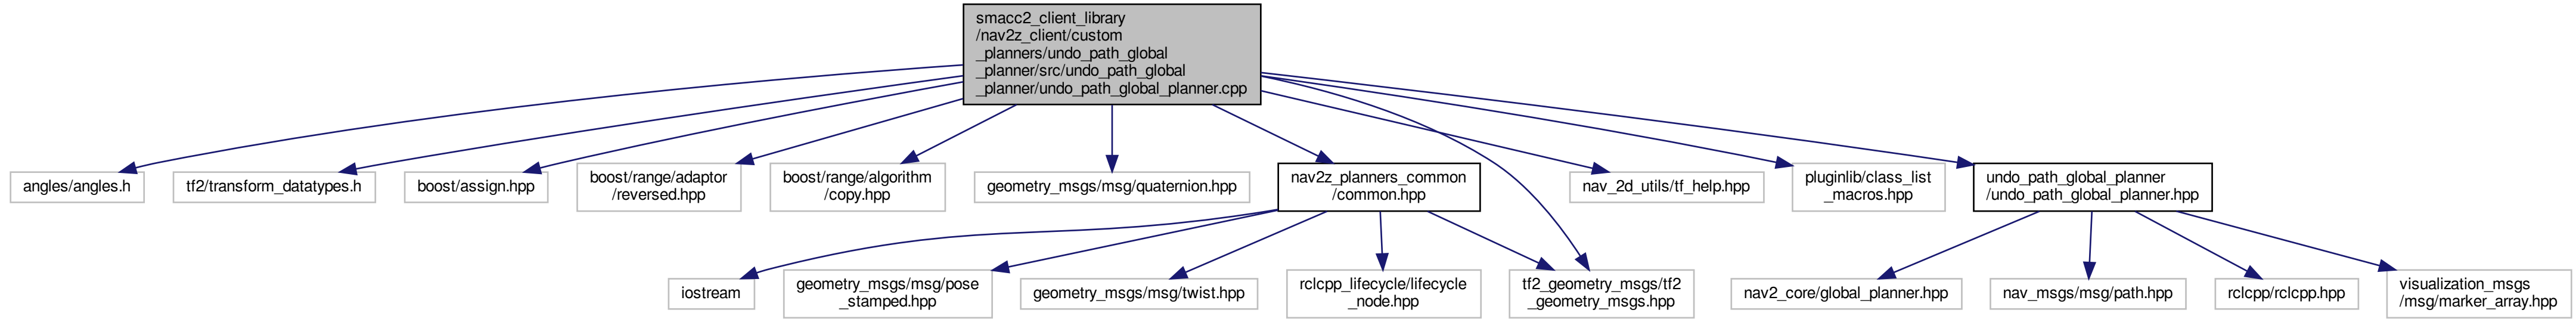 smacc2_client_library
/nav2z_client/custom
_planners/undo_path_global
_planner/src/undo_path_global
_planner/undo_path_global_planner.cpp
angles/angles.h
tf2/transform_datatypes.h
boost/assign.hpp
boost/range/adaptor
/reversed.hpp
boost/range/algorithm
/copy.hpp
geometry_msgs/msg/quaternion.hpp
nav2z_planners_common
/common.hpp
nav_2d_utils/tf_help.hpp
pluginlib/class_list
_macros.hpp
undo_path_global_planner
/undo_path_global_planner.hpp
iostream
geometry_msgs/msg/pose
_stamped.hpp
geometry_msgs/msg/twist.hpp
rclcpp_lifecycle/lifecycle
_node.hpp
tf2_geometry_msgs/tf2
_geometry_msgs.hpp
nav2_core/global_planner.hpp
nav_msgs/msg/path.hpp
rclcpp/rclcpp.hpp
visualization_msgs
/msg/marker_array.hpp